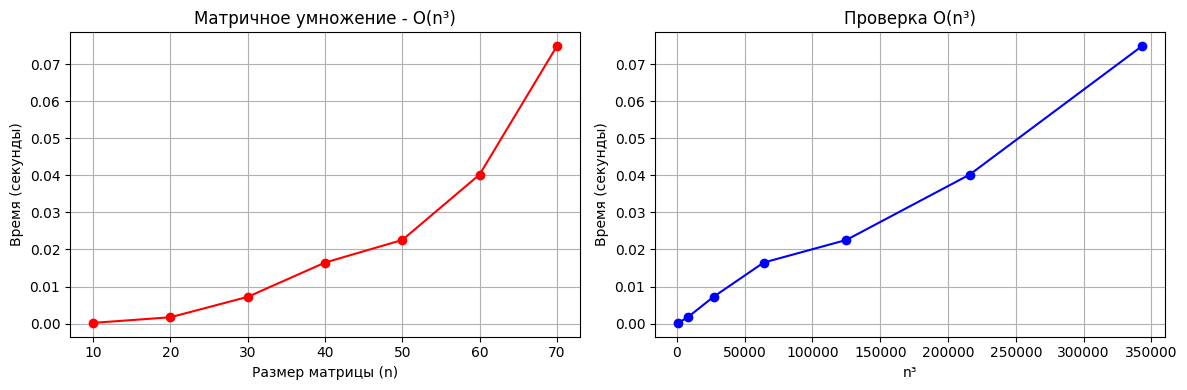 Матричное умножение - O(n³)
Время (секунды)
0.07
0.06
0.05
0.04
0.03
0.02
0.01
0.00
10 20 30 40 50 60 70
Размер матрицы (n)
Проверка O(n³)
Время (секунды)
0.07
0.06
0.05
0.04
0.03
0.02
0.01
0.00
0 50000 100000 150000 200000 250000 300000 350000
n³